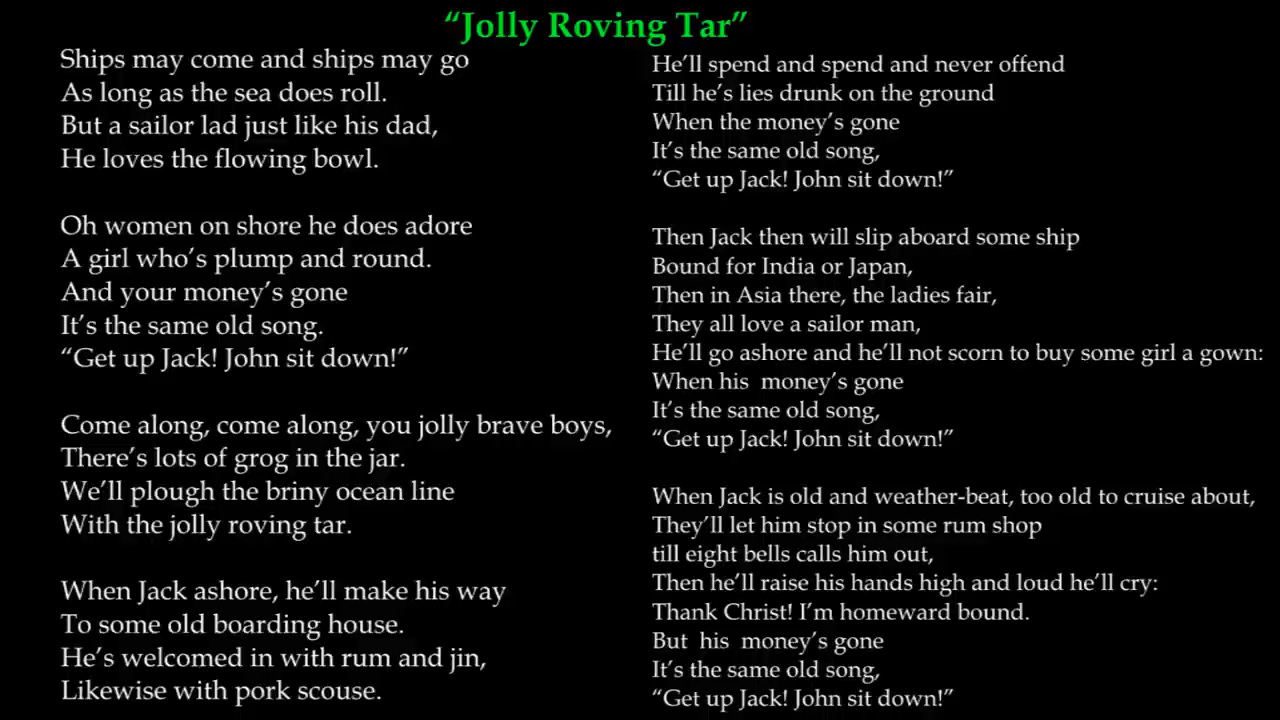 “Jolly Roving Tar”
Ships may come and ships may go
As long as the sea does roll.
But a sailor lad just like his dad,
He loves the flowing bowl.
Oh women on shore he does adore
A girl who’s plump and round.
And your money’s gone
It’s the same old song.
“Get up Jack! John sit down!”
Come along, come along, you jolly brave boys,
There’s lots of grog in the jar.
We’ll plough the briny ocean line
With the jolly roving tar.
When Jack ashore, he’ll make his way
To some old boarding house.
He’s welcomed in with rum and jin,
Likewise with pork scouse.
He’ll spend and spend and never offend
Till he’s lies drunk on the ground
When the money’s gone
It’s the same old song,
“Get up Jack! John sit down!”
Then Jack then will slip aboard some ship
Bound for India or Japan,
Then in Asia there, the ladies fair,
They all love a sailor man,
He’ll go ashore and he’ll not scorn to buy some girl a gown:
When his  money’s gone
It’s the same old song,
“Get up Jack! John sit down!”
When Jack is old and weather-beat, too old to cruise about,
They’ll let him stop in some rum shop
till eight bells calls him out,
Then he’ll raise his hands high and loud he’ll cry:
Thank Christ! I’m homeward bound.
But  his  money’s gone
It’s the same old song,
“Get up Jack! John sit down!”